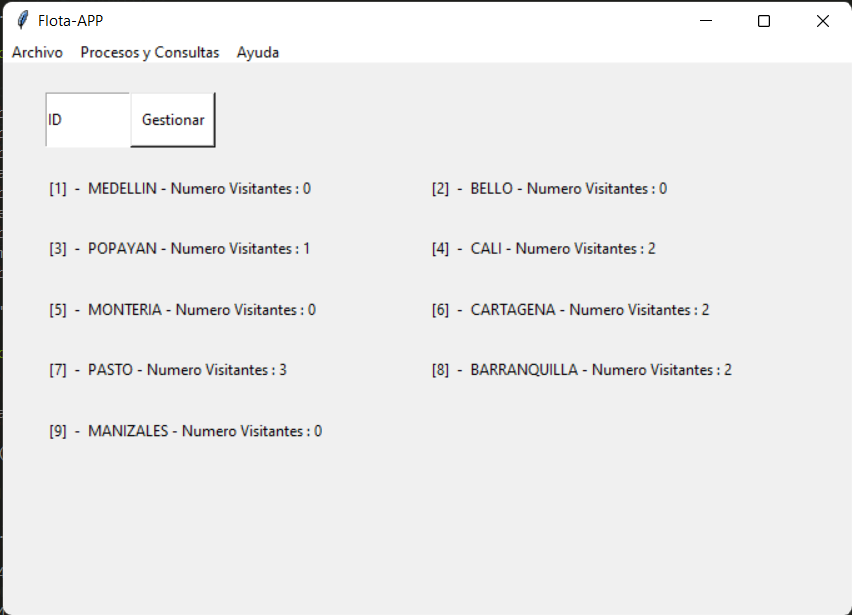 Flota-APP
Archivo Procesos y Consultas Ayuda
ID Gestionar
[1] - MEDELLIN - Numero Visitantes : 0 [2] - BELLO - Numero Visitantes : 0
[3] - POPAYAN - Numero Visitantes : 1 [4] - CALI - Numero Visitantes : 2
[5] - MONTERIA - Numero Visitantes : 0 [6] - CARTAGENA - Numero Visitantes : 2
[7] - PASTO - Numero Visitantes : 3 [8] - BARRANQUILLA - Numero Visitantes : 2
[9] - MANIZALES - Numero Visitantes : 0